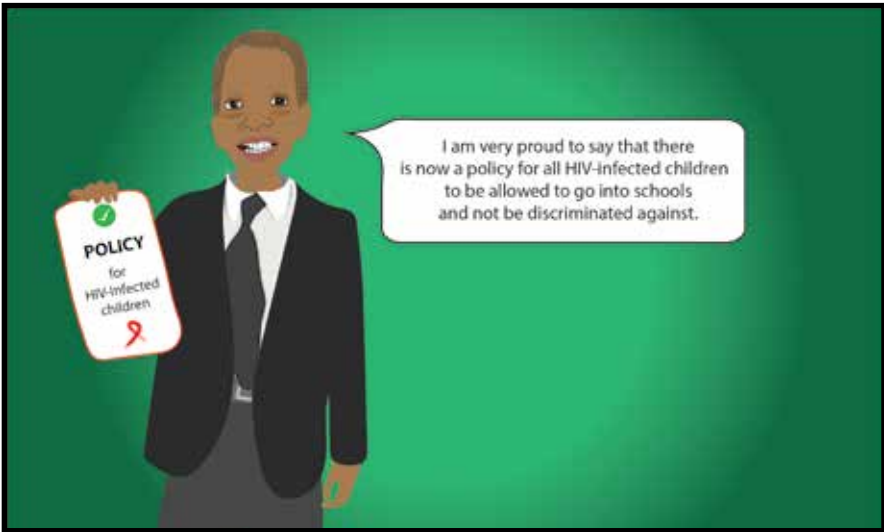 I am very proud to say that there
is now a policy for all HIV-infected children
to be allowed to go into schools
and not be discriminated against.
POLICY
for
HIV-infected
children